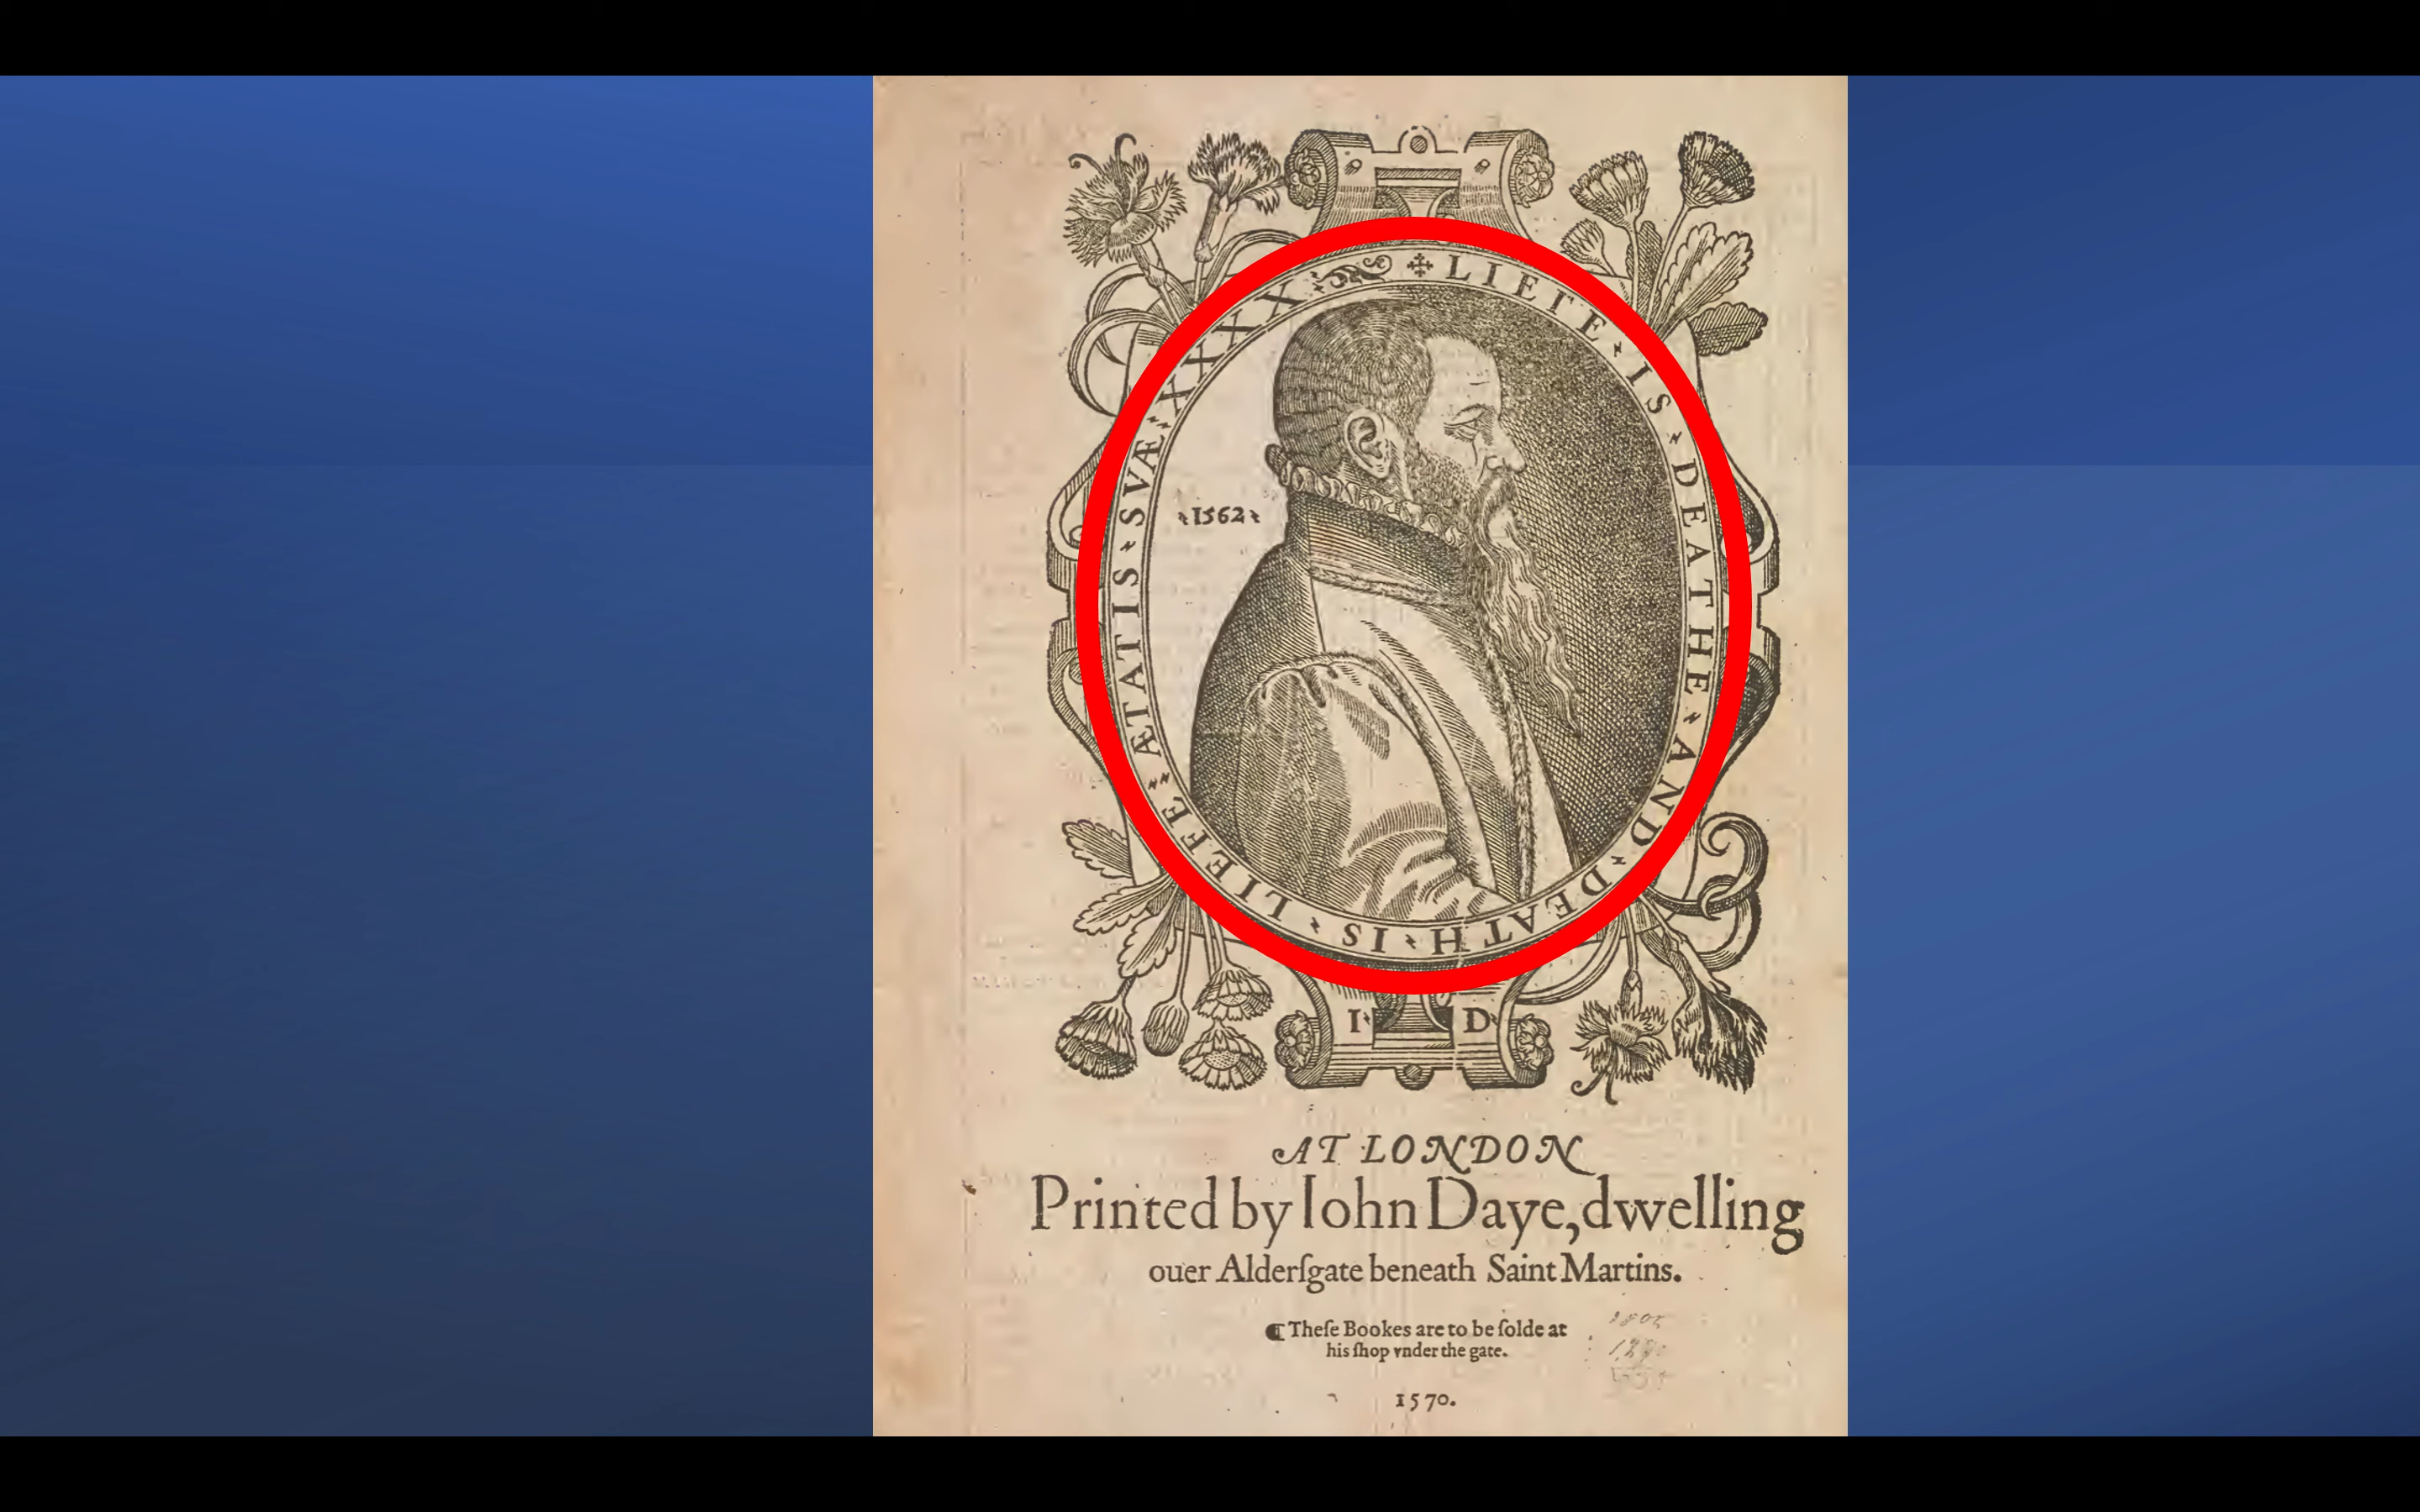 LIEFE · IS · DEATHE · AND · DEATH · IS · LIEFE · ÆTATIS · SVÆ · XXXX
1562
I D
AT LONDON
Printed by Iohn Daye, dwelling
ouer Alderſgate beneath Saint Martins.
¶ Theſe Bookes are to be ſolde at
his ſhop vnder the gate.
1570.